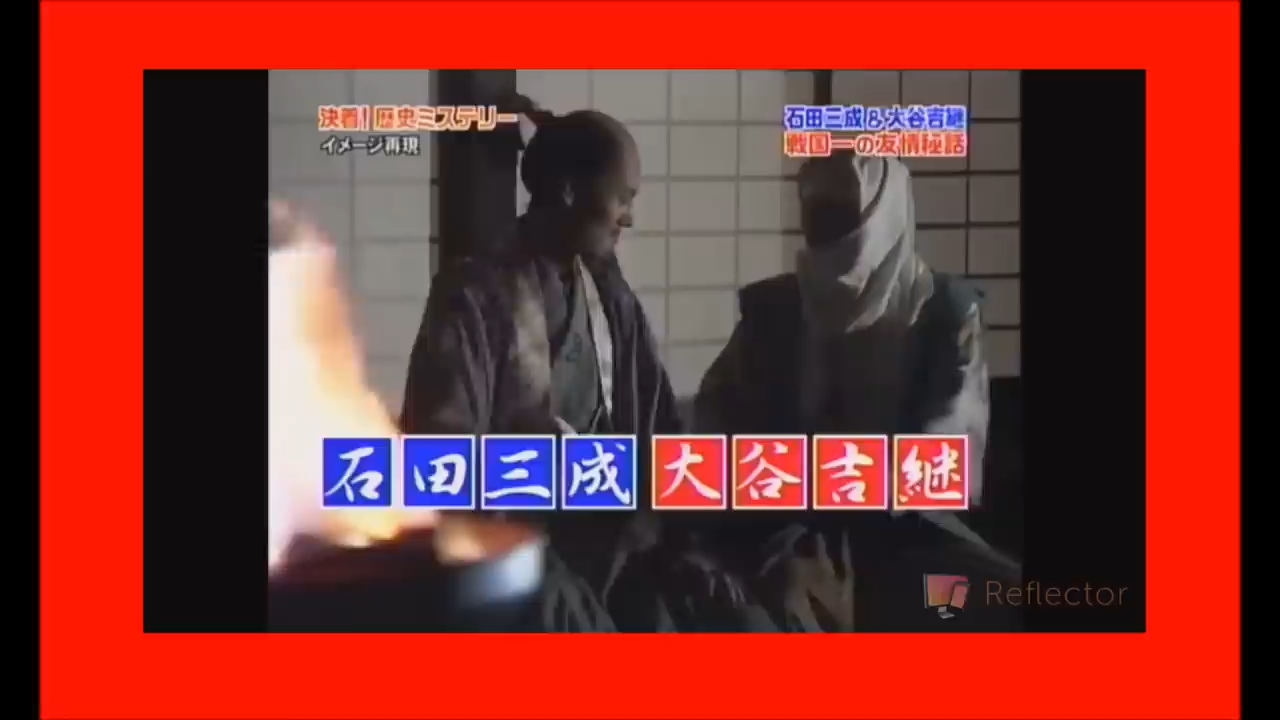 決着!歴史ミステリー
イメージ再現
石田三成&大谷吉継
戦国一の友情秘話
石田三成 大谷吉継
Reflector